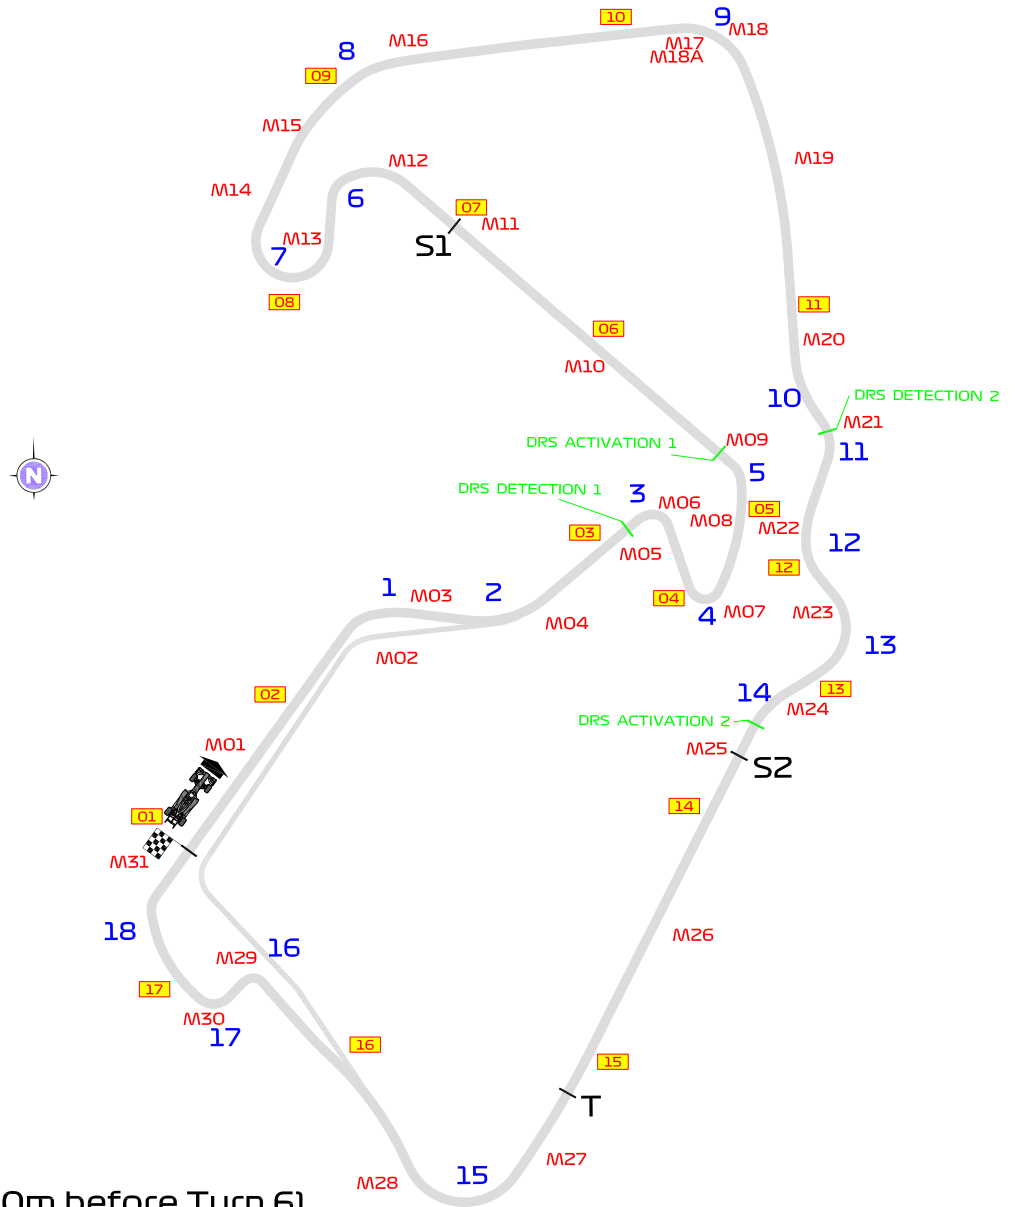 10
9
M18
8
M16
M17
M18A
09
M15
M12
M19
M14
6
07
M11
M13
S1
7
08
11
06
M20
M10
10
DRS DETECTION 2
M21
DRS ACTIVATION 1
M09
11
5
N
DRS DETECTION 1
3
M06
05
M08
M22
03
12
M05
12
1
M03
2
04
4
M07
M23
M04
13
M02
02
14
13
M24
DRS ACTIVATION 2
M01
M25
S2
14
01
M31
18
M26
16
M29
17
M30
17
16
15
T
M27
15
M28
0m before Turn 6)